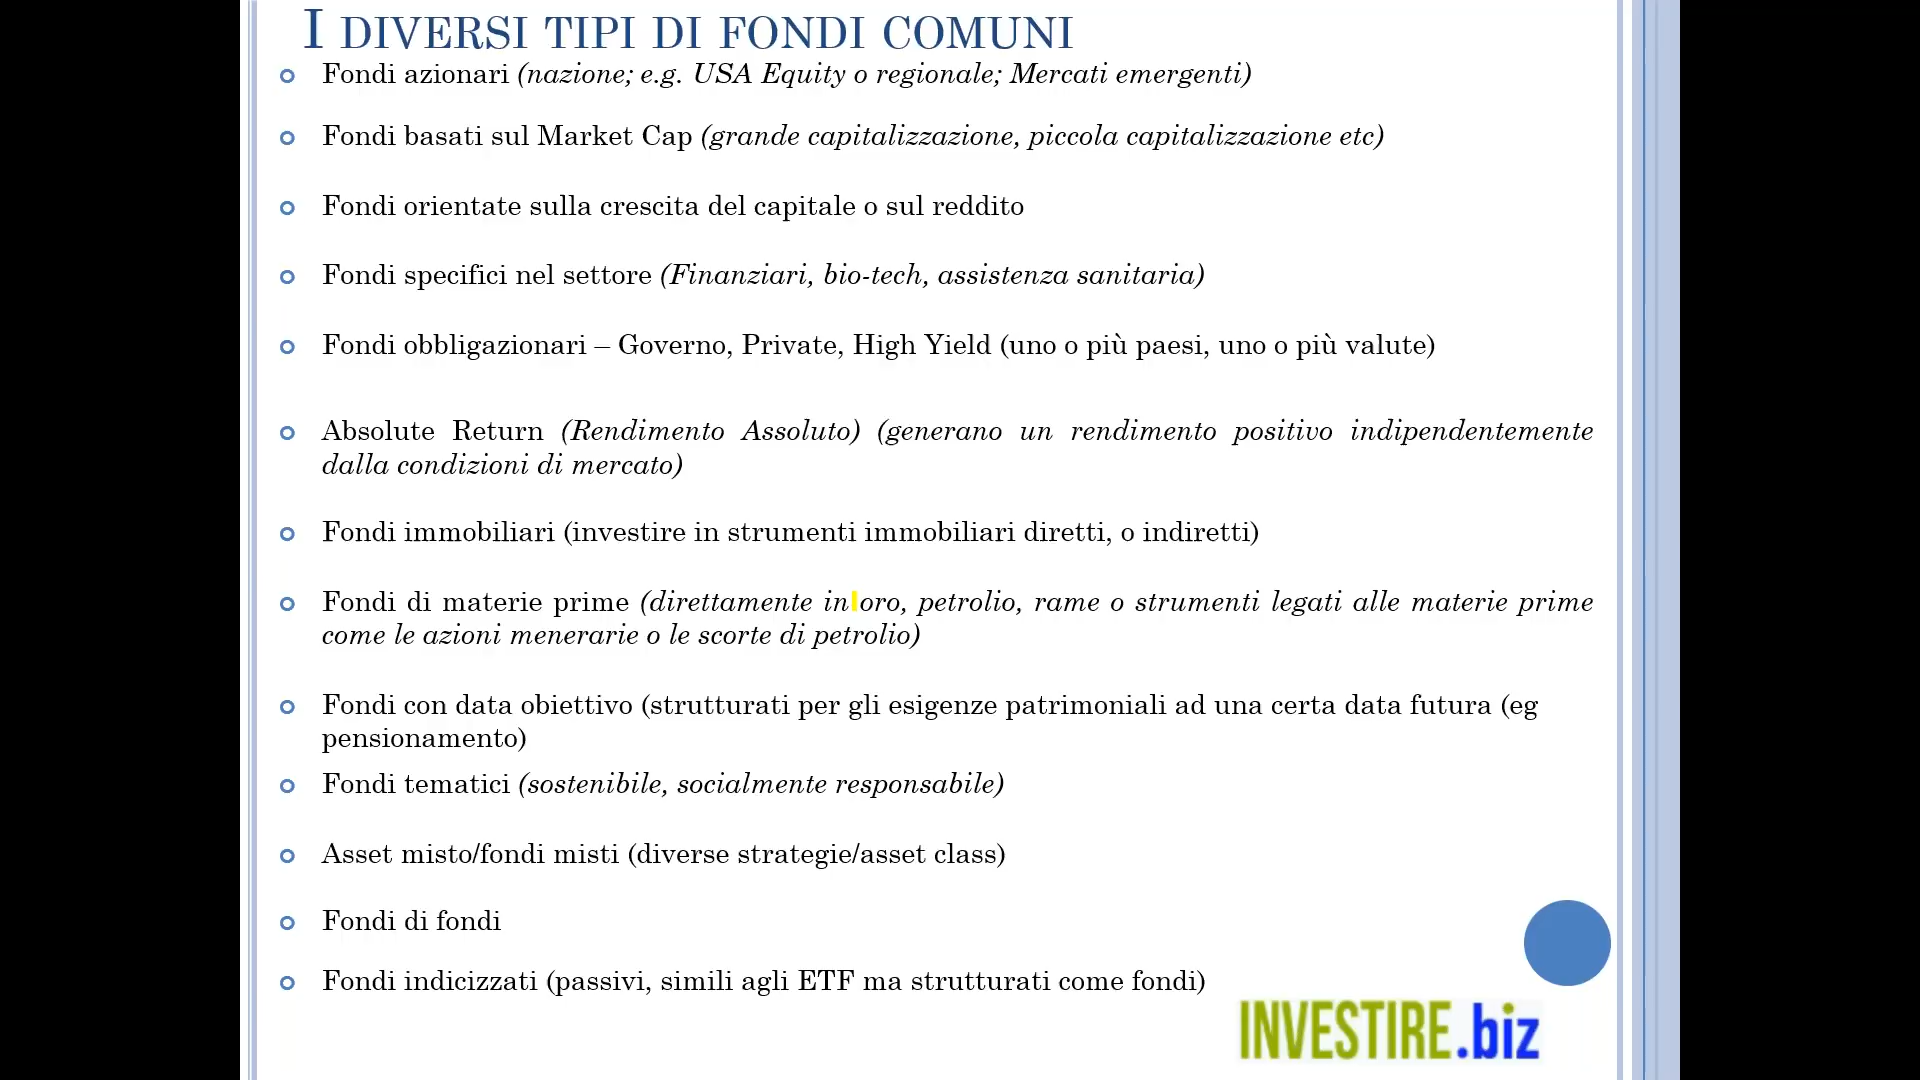 I DIVERSI TIPI DI FONDI COMUNI
Fondi azionari (nazione; e.g. USA Equity o regionale; Mercati emergenti)
Fondi basati sul Market Cap (grande capitalizzazione, piccola capitalizzazione etc)
Fondi orientate sulla crescita del capitale o sul reddito
Fondi specifici nel settore (Finanziari, bio-tech, assistenza sanitaria)
Fondi obbligazionari – Governo, Private, High Yield (uno o più paesi, uno o più valute)
Absolute Return (Rendimento Assoluto) (generano un rendimento positivo indipendentemente
dalla condizioni di mercato)
Fondi immobiliari (investire in strumenti immobiliari diretti, o indiretti)
Fondi di materie prime (direttamente in oro, petrolio, rame o strumenti legati alle materie prime
come le azioni menerarie o le scorte di petrolio)
Fondi con data obiettivo (strutturati per gli esigenze patrimoniali ad una certa data futura (eg
pensionamento)
Fondi tematici (sostenibile, socialmente responsabile)
Asset misto/fondi misti (diverse strategie/asset class)
Fondi di fondi
Fondi indicizzati (passivi, simili agli ETF ma strutturati come fondi)
INVESTIRE.biz